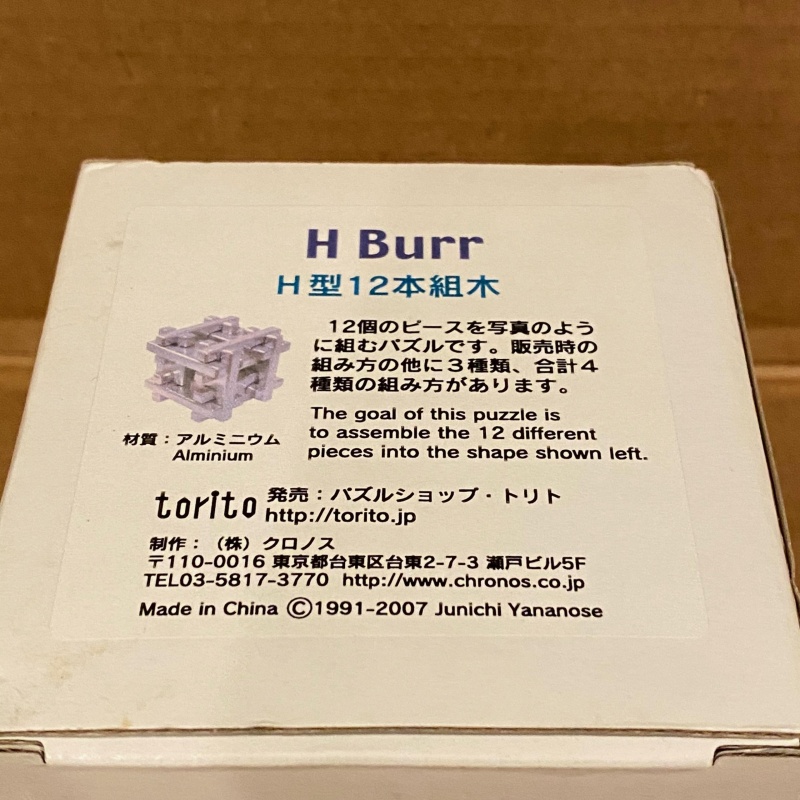 H Burr
H型12本組木
12個のピースを写真のよう
に組むパズルです。販売時の
組み方の他に3種類、合計4
種類の組み方があります。
The goal of this puzzle is
to assemble the 12 different
pieces into the shape shown left.
材質：アルミニウム
Alminium
torito 発売：パズルショップ・トリト
http://torito.jp
制作：（株）クロノス
〒110-0016 東京都台東区台東2-7-3 瀬戸ビル5F
TEL03-5817-3770 http://www.chronos.co.jp
Made in China ©1991-2007 Junichi Yananose